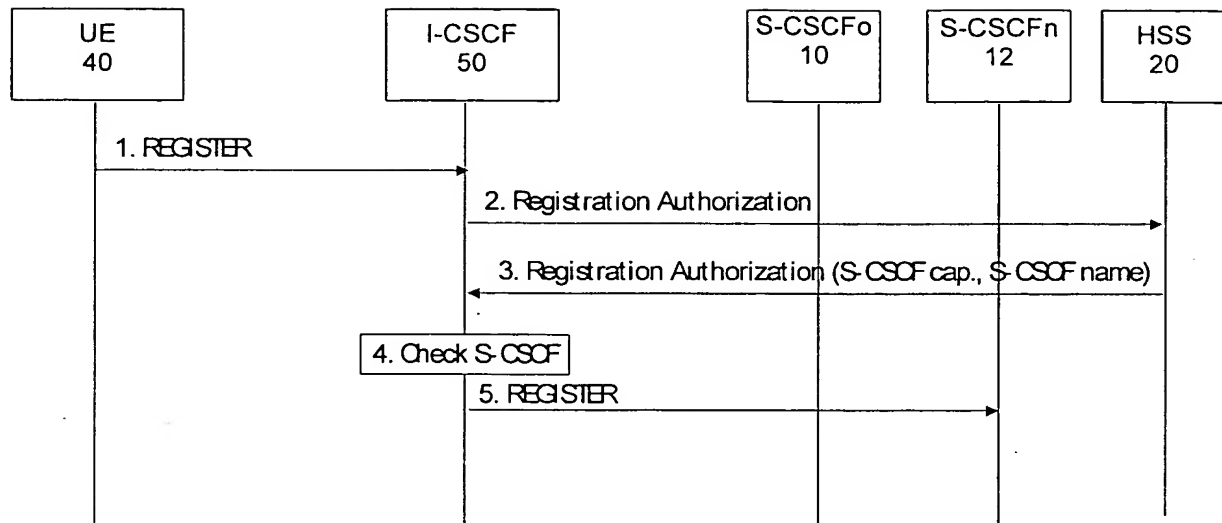 UE
40
I-CSCF
50
S-CSCFo
10
S-CSCFn
12
HSS
20
1. REGISTER
2. Registration Authorization
3. Registration Authorization (S-CSCF cap., S-CSCF name)
4. Check S-CSCF
5. REGISTER